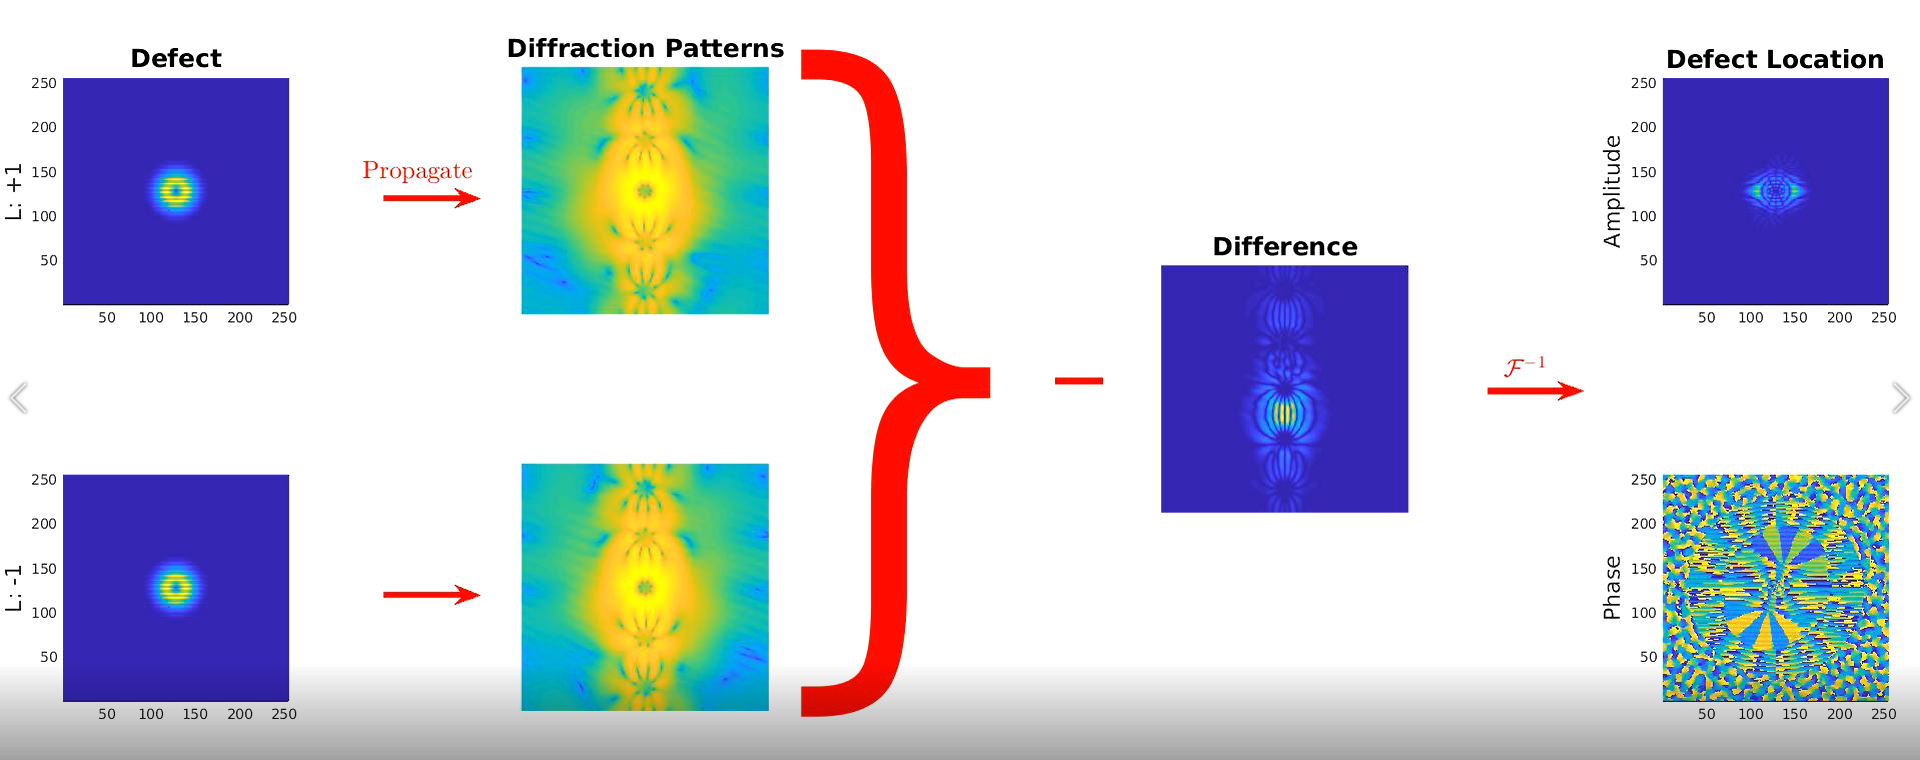 Defect
L: +1
250
200
150
100
50
50 100 150 200 250
Propagate
Diffraction Patterns
L: -1
250
200
150
100
50
50 100 150 200 250
Difference
ℱ⁻¹
Defect Location
Amplitude
250
200
150
100
50
50 100 150 200 250
Phase
250
200
150
100
50
50 100 150 200 250